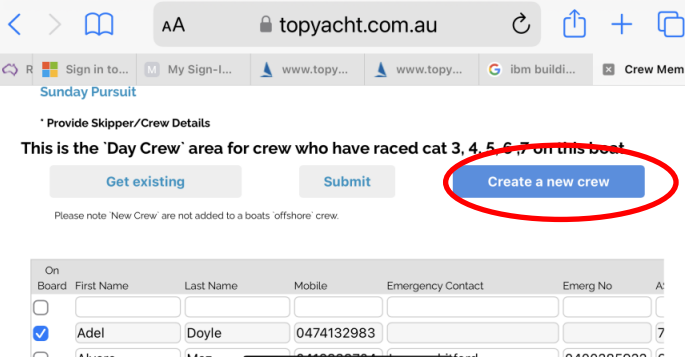 AA topyacht.com.au
R Sign in to... M My Sign-I... www.topy... www.topy... G ibm buildi... Crew Mem
Sunday Pursuit
* Provide Skipper/Crew Details
This is the `Day Crew` area for crew who have raced cat 3, 4, 5, 6 ,7 on this boat
Get existing Submit Create a new crew
Please note `New Crew` are not added to a boats `offshore` crew.
On
Board First Name Last Name Mobile Emergency Contact Emerg No
Adel Doyle 0474132983 7